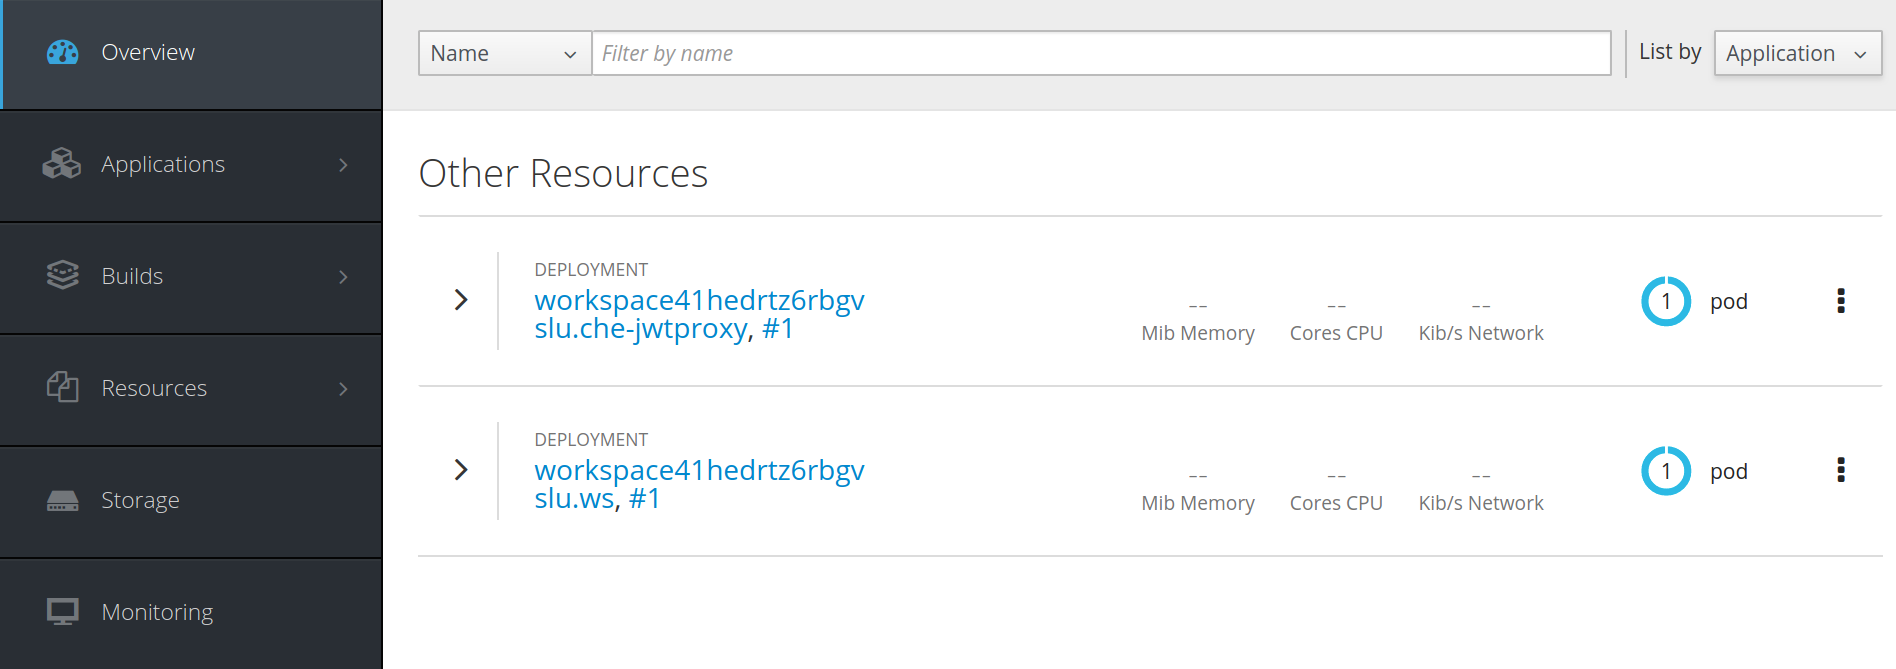 Overview
Applications
Builds
Resources
Storage
Monitoring
Name
Filter by name
List by
Application
Other Resources
DEPLOYMENT
workspace41hedrtz6rbgv
slu.che-jwtproxy, #1
-- Mib Memory
-- Cores CPU
-- Kib/s Network
1 pod
DEPLOYMENT
workspace41hedrtz6rbgv
slu.ws, #1
-- Mib Memory
-- Cores CPU
-- Kib/s Network
1 pod